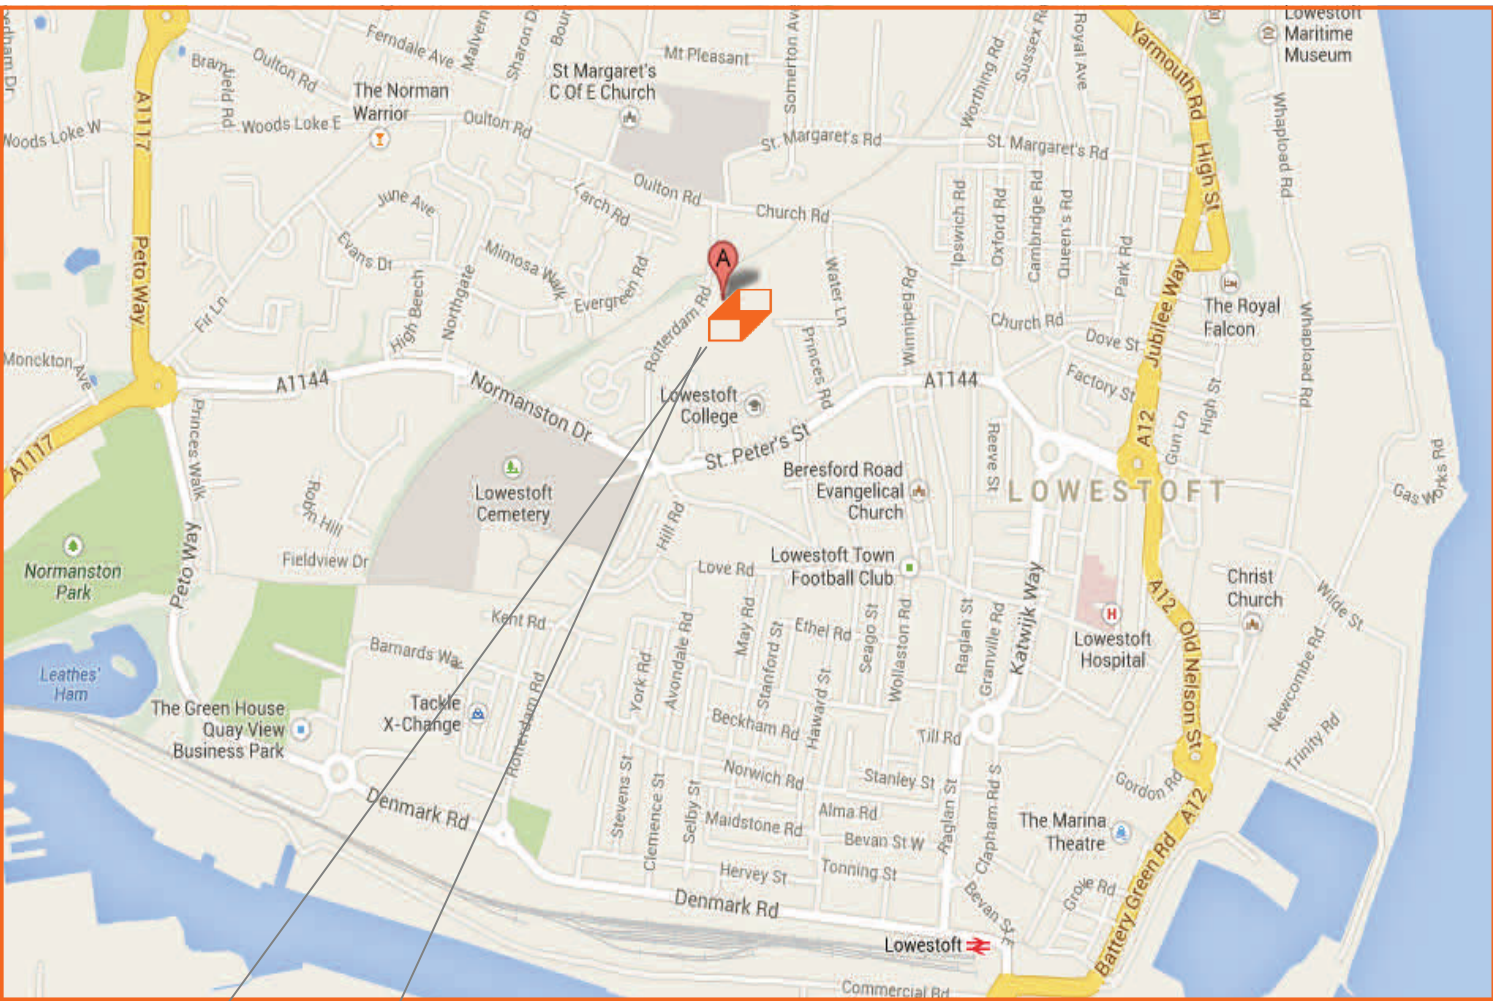 Lowestoft
Maritime
Museum
Ferndale Ave
Oulton Rd
Mt Pleasant
Somerton Av
Worthing Rd
Royal Ave
Yarmouth Rd
St Margaret's
C Of E Church
The Norman
Warrior
A1117
Woods Loke W
Woods Loke E
Oulton Rd
St. Margaret's Rd
St. Margaret's Rd
Whapload Rd
High St
Oulton Rd
Larch Rd
Church Rd
June Ave
Evans Dr
Mimosa Walk
Evergreen Rd
Northgate
High Beech
Fir Ln
Peto Way
A
Rotterdam Rd
Water Ln
Winnipeg Rd
Princes Rd
Ipswich Rd
Oxford Rd
Cambridge Rd
Queen's Rd
Park Rd
Jubilee Way
The Royal
Falcon
Whapload Rd
Church Rd
Dove St
Factory St
Monckton Ave
A1144
Normanston Dr
A1144
Lowestoft
College
St. Peter's St
A12
Gun Ln
High St
A1117
Princes Walk
Robin Hill
Lowestoft
Cemetery
Beresford Road
Evangelical
Church
Reeve St
LOWESTOFT
Gas Works Rd
Normanston
Park
Peto Way
Fieldview Dr
Hill Rd
Love Rd
Lowestoft Town
Football Club
Katwijk Way
A12
Christ
Church
Wilde St
Lowestoft
Hospital
H
Old Nelson St
Newcombe Rd
Trinity Rd
Kent Rd
Leathes'
Ham
The Green House
Quay View
Business Park
Tackle
X-Change
Rotterdam Rd
York Rd
Avondale Rd
May Rd
Stanford St
Ethel Rd
Seago St
Wollaston Rd
Raglan St
Granville Rd
Haward St
Beckham Rd
Till Rd
Norwich Rd
Stanley St
Gordon Rd
A12
Denmark Rd
Stevens St
Clemence St
Selby St
Maidstone Rd
Alma Rd
Bevan St W
Raglan St
Clapham Rd S
The Marina
Theatre
Hervey St
Tonning St
Denmark Rd
Bevan St E
Battery Green Rd
Lowestoft
Commercial Rd